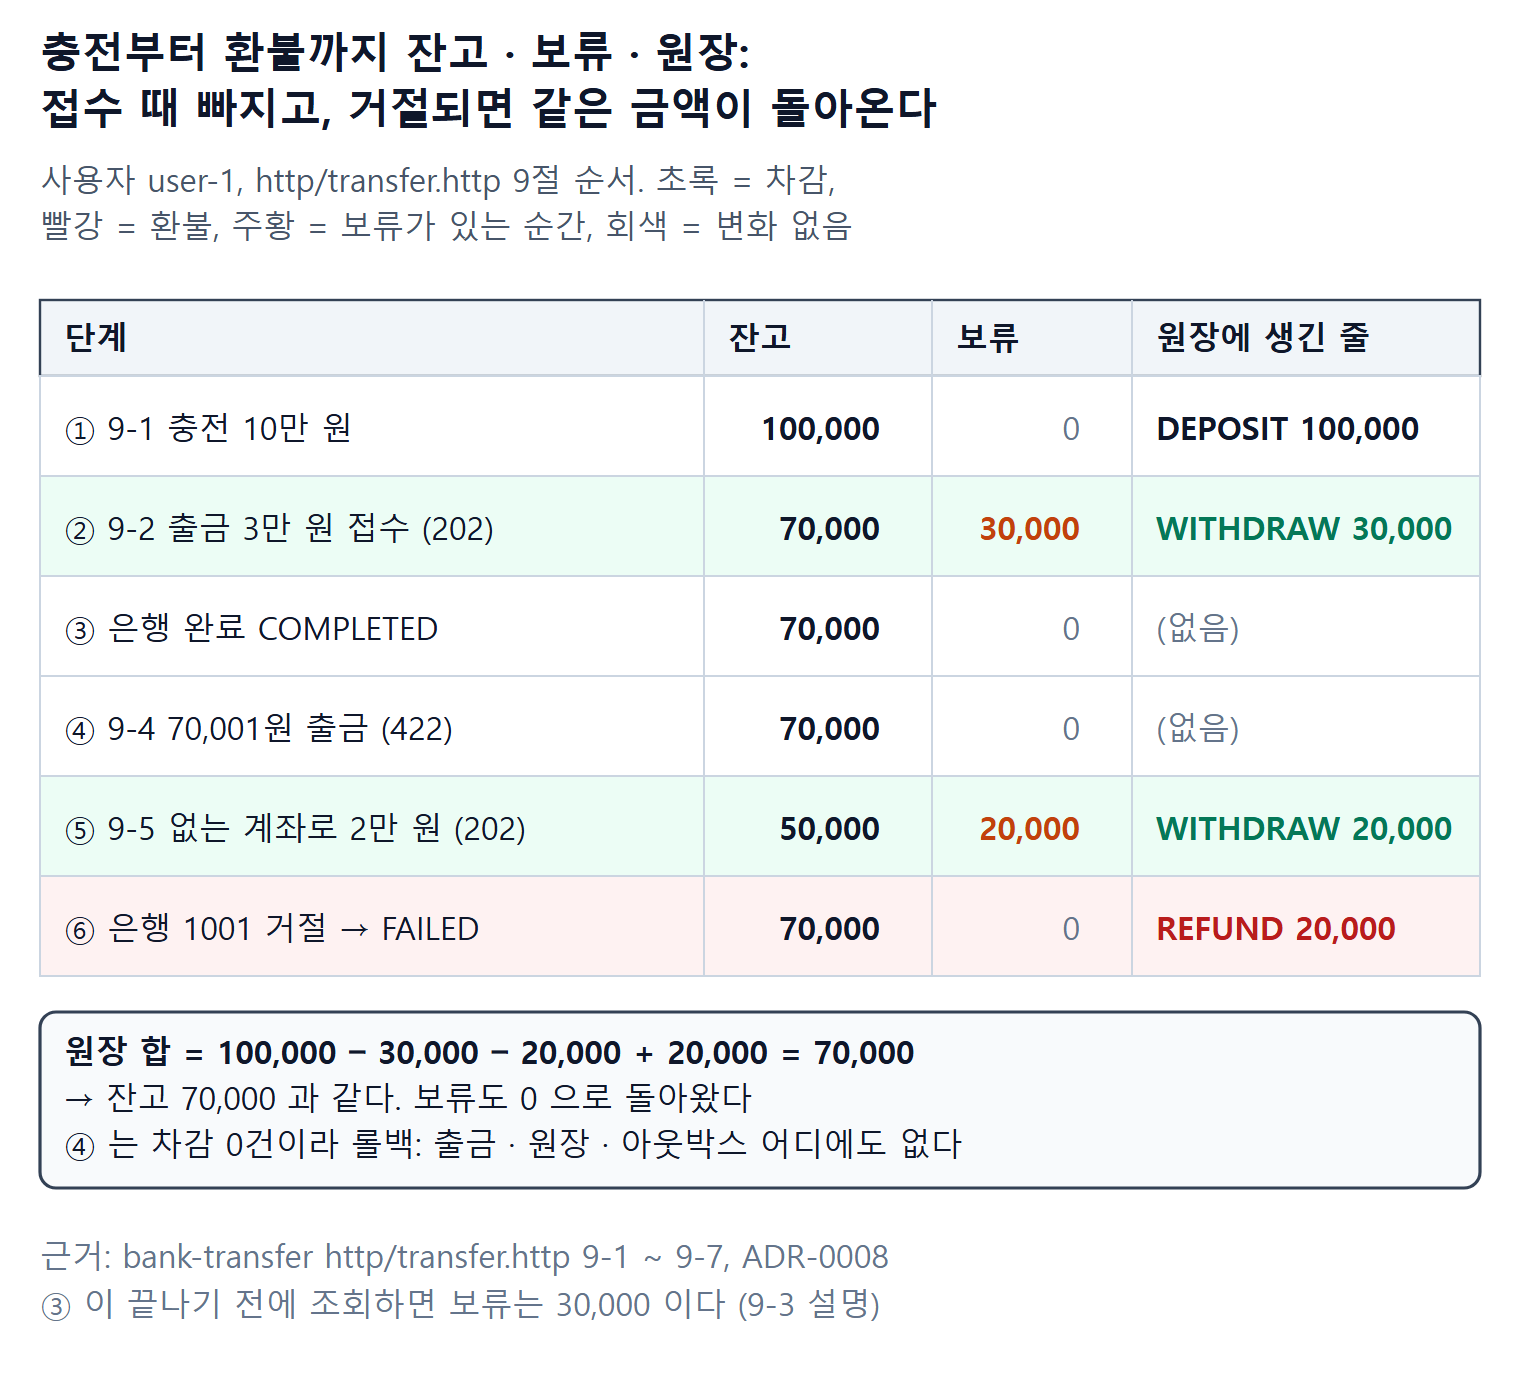 충전부터 환불까지 잔고 · 보류 · 원장:
접수 때 빠지고, 거절되면 같은 금액이 돌아온다
사용자 user-1, http/transfer.http 9절 순서. 초록 = 차감,
빨강 = 환불, 주황 = 보류가 있는 순간, 회색 = 변화 없음
단계 잔고 보류 원장에 생긴 줄
① 9-1 충전 10만 원 100,000 0 DEPOSIT 100,000
② 9-2 출금 3만 원 접수 (202) 70,000 30,000 WITHDRAW 30,000
③ 은행 완료 COMPLETED 70,000 0 (없음)
④ 9-4 70,001원 출금 (422) 70,000 0 (없음)
⑤ 9-5 없는 계좌로 2만 원 (202) 50,000 20,000 WITHDRAW 20,000
⑥ 은행 1001 거절 → FAILED 70,000 0 REFUND 20,000
원장 합 = 100,000 − 30,000 − 20,000 + 20,000 = 70,000
→ 잔고 70,000 과 같다. 보류도 0 으로 돌아왔다
④ 는 차감 0건이라 롤백: 출금 · 원장 · 아웃박스 어디에도 없다
근거: bank-transfer http/transfer.http 9-1 ~ 9-7, ADR-0008
③ 이 끝나기 전에 조회하면 보류는 30,000 이다 (9-3 설명)